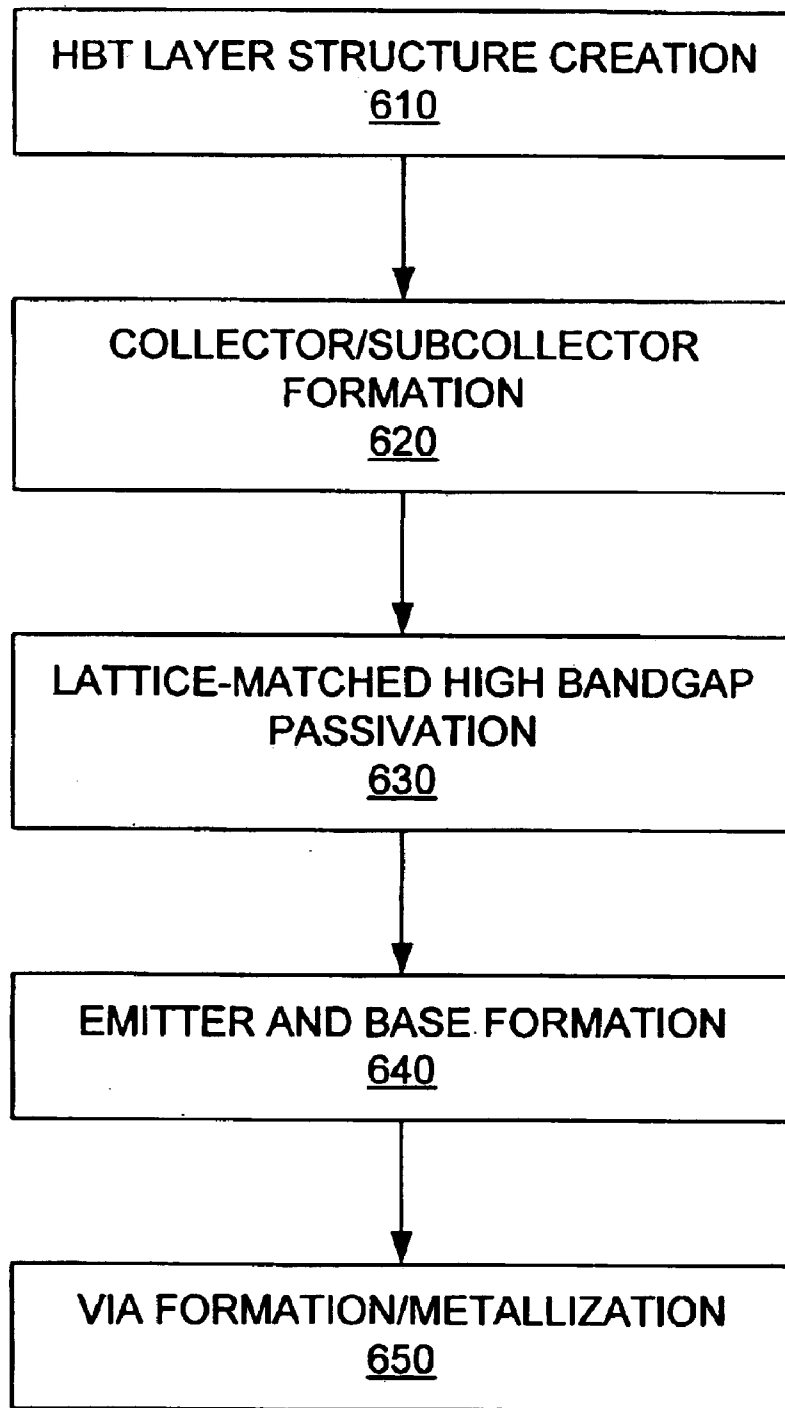 HBT LAYER STRUCTURE CREATION
610
COLLECTOR/SUBCOLLECTOR
FORMATION
620
LATTICE-MATCHED HIGH BANDGAP
PASSIVATION
630
EMITTER AND BASE FORMATION
640
VIA FORMATION/METALLIZATION
650